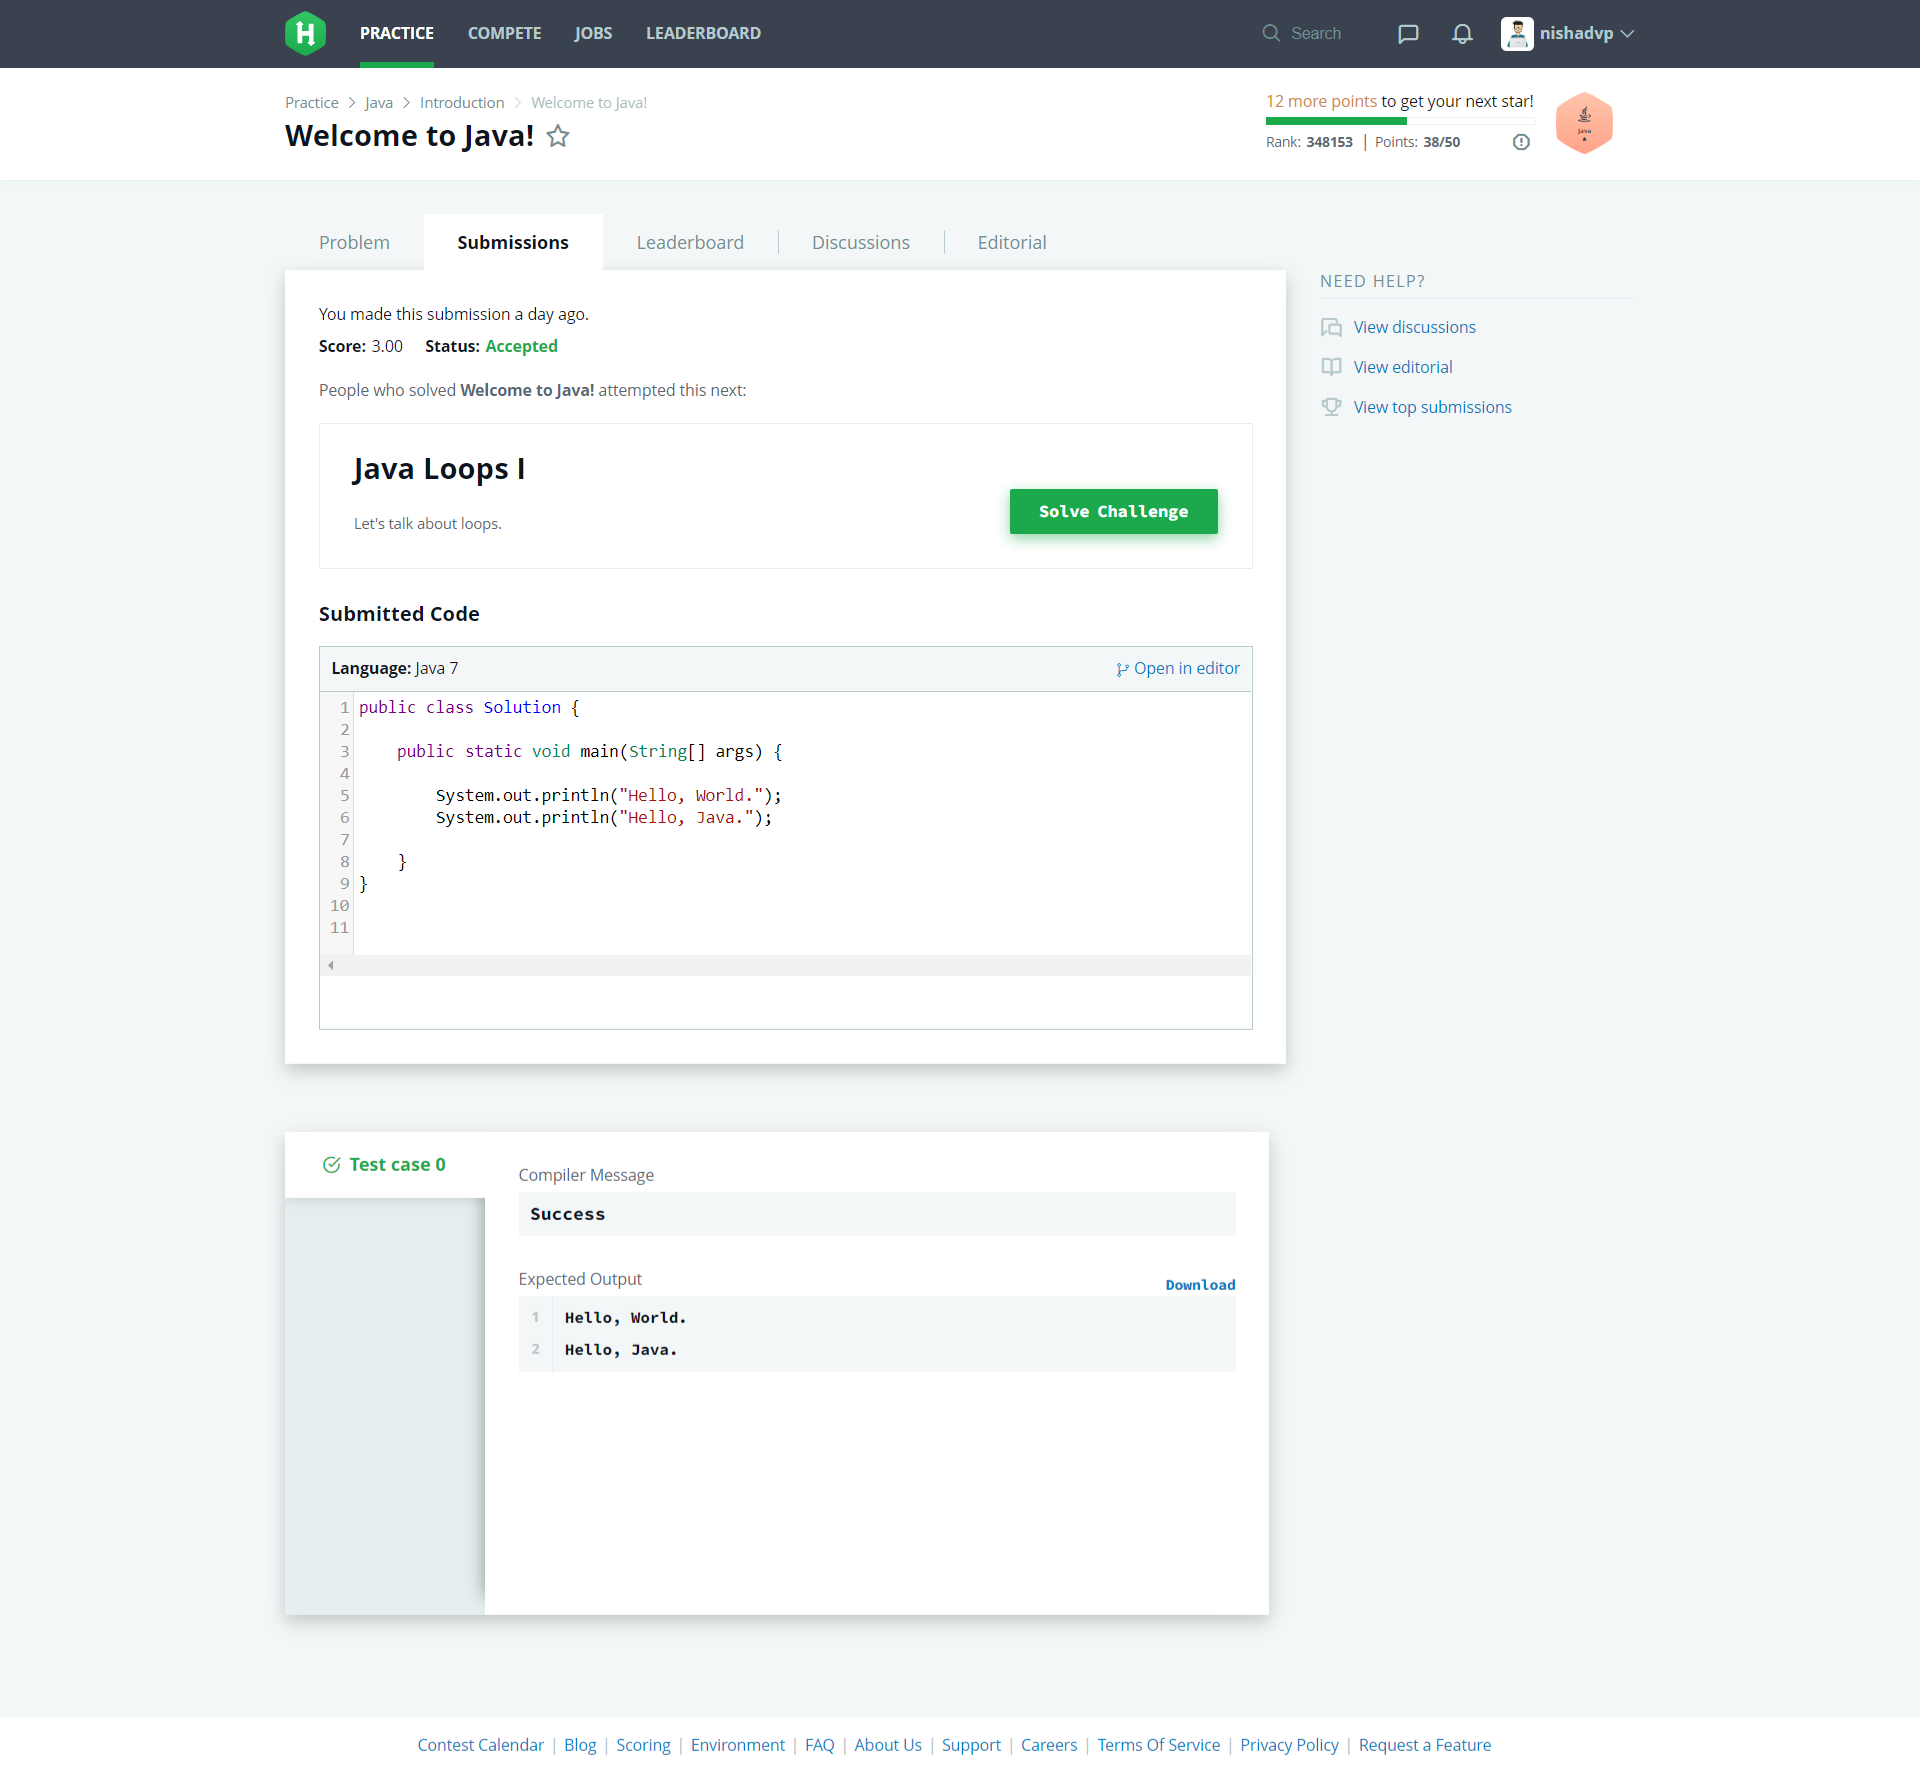 PRACTICE COMPETE JOBS LEADERBOARD Search nishadvp
Practice > Java > Introduction > Welcome to Java!
Welcome to Java!
12 more points to get your next star!
Rank: 348153 | Points: 38/50
Java
Problem Submissions Leaderboard Discussions Editorial
You made this submission a day ago.
Score: 3.00 Status: Accepted
People who solved Welcome to Java! attempted this next:
Java Loops I
Let's talk about loops.
Solve Challenge
Submitted Code
Language: Java 7 Open in editor
1 public class Solution {
2
3     public static void main(String[] args) {
4
5         System.out.println("Hello, World.");
6         System.out.println("Hello, Java.");
7
8     }
9 }
10
11
NEED HELP?
View discussions
View editorial
View top submissions
Test case 0
Compiler Message
Success
Expected Output
Download
1 Hello, World.
2 Hello, Java.
Contest Calendar | Blog | Scoring | Environment | FAQ | About Us | Support | Careers | Terms Of Service | Privacy Policy | Request a Feature